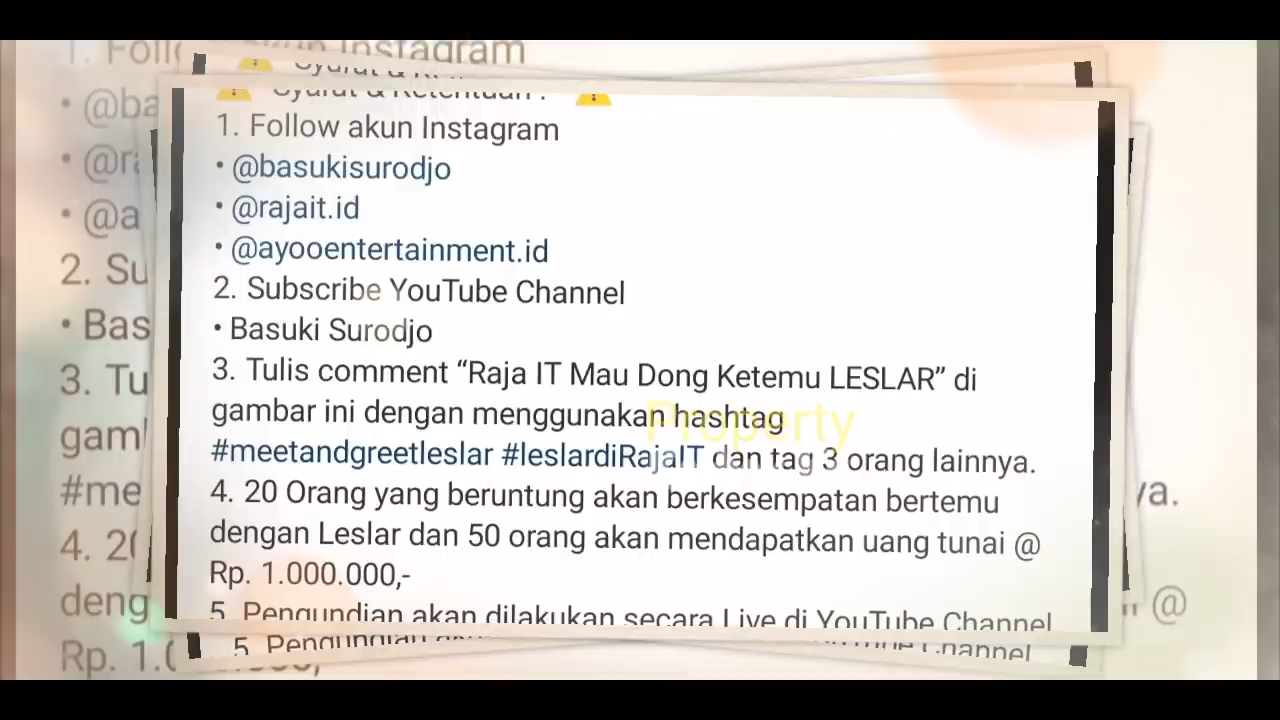 Syarat & Ketentuan :
1. Follow akun Instagram
• @basukisurodjo
• @rajait.id
• @ayooentertainment.id
2. Subscribe YouTube Channel
• Basuki Surodjo
3. Tulis comment “Raja IT Mau Dong Ketemu LESLAR” di
gambar ini dengan menggunakan hashtag
#meetandgreetleslar #leslardiRajaIT dan tag 3 orang lainnya.
4. 20 Orang yang beruntung akan berkesempatan bertemu
dengan Leslar dan 50 orang akan mendapatkan uang tunai @
Rp. 1.000.000,-
5. Pengundian akan dilakukan secara Live di YouTube Channel
Property